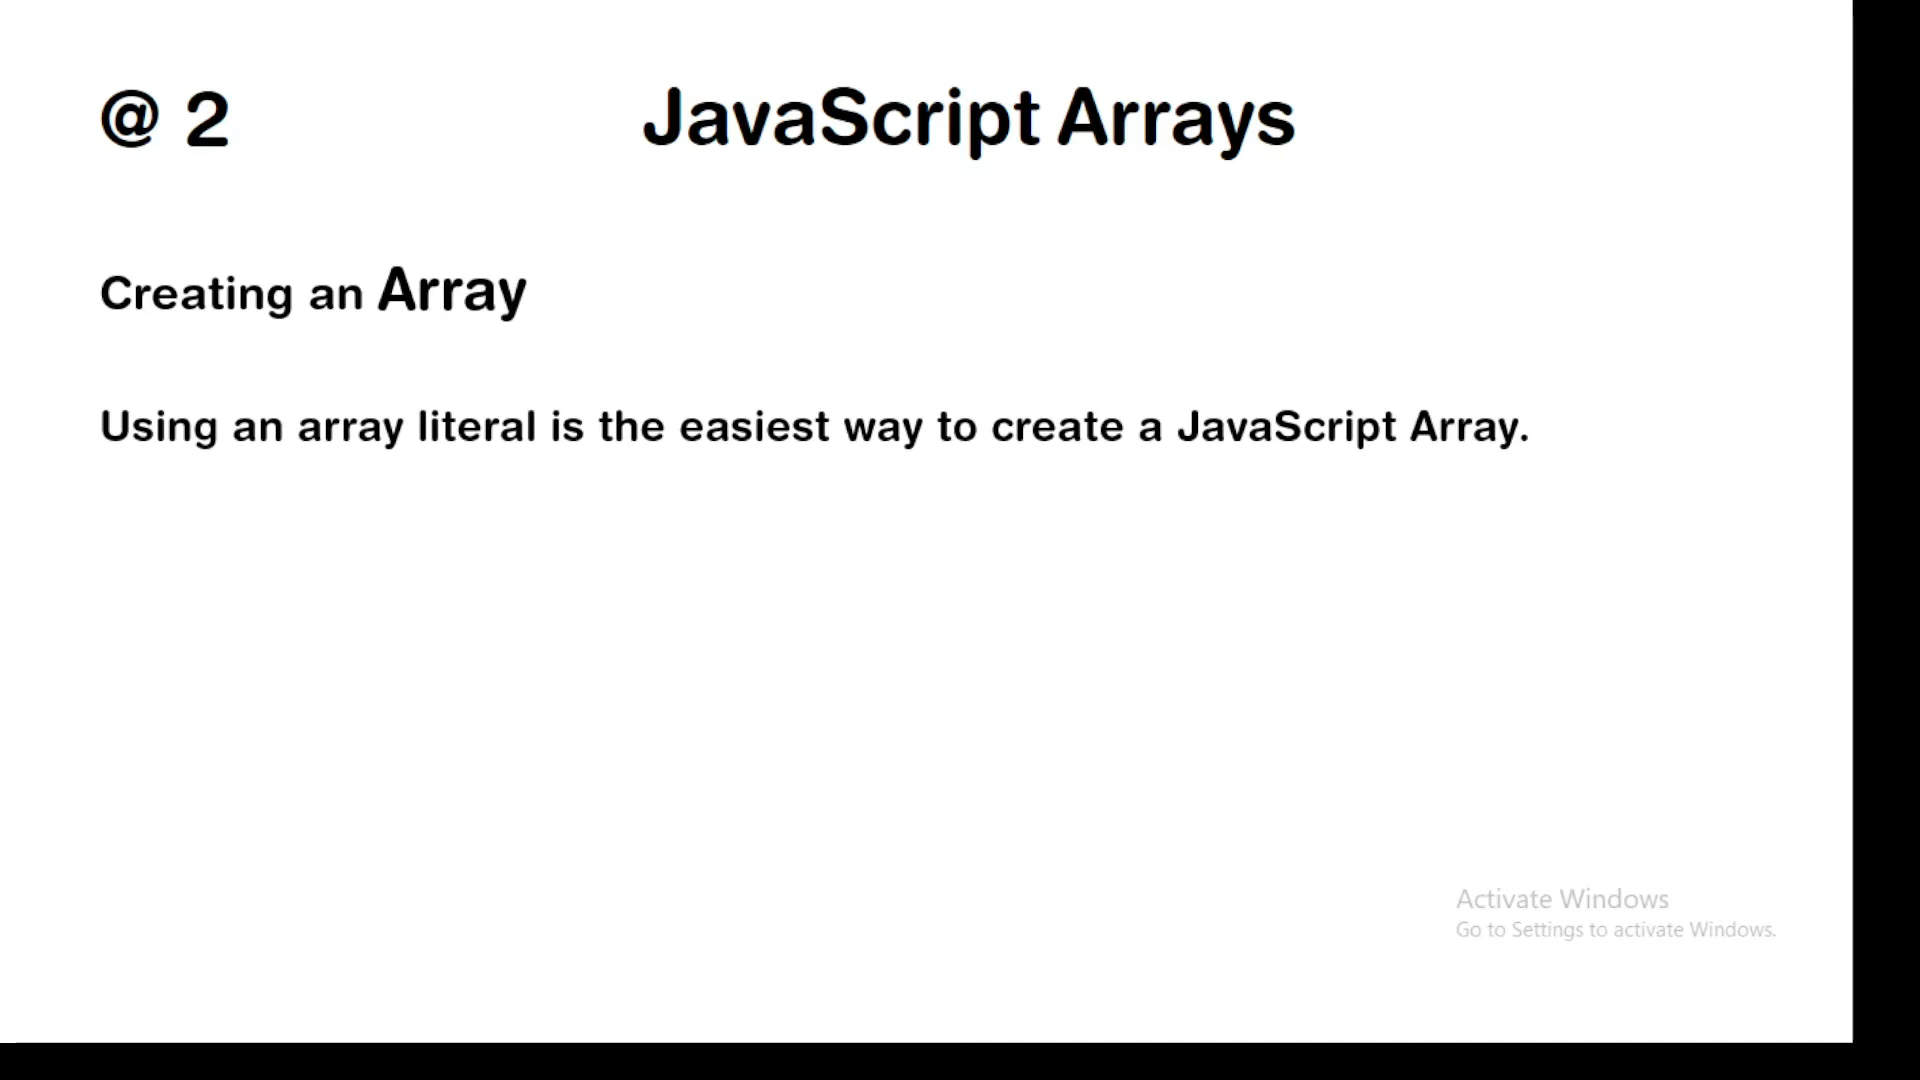 @ 2 JavaScript Arrays
Creating an Array
Using an array literal is the easiest way to create a JavaScript Array.
Activate Windows
Go to Settings to activate Windows.